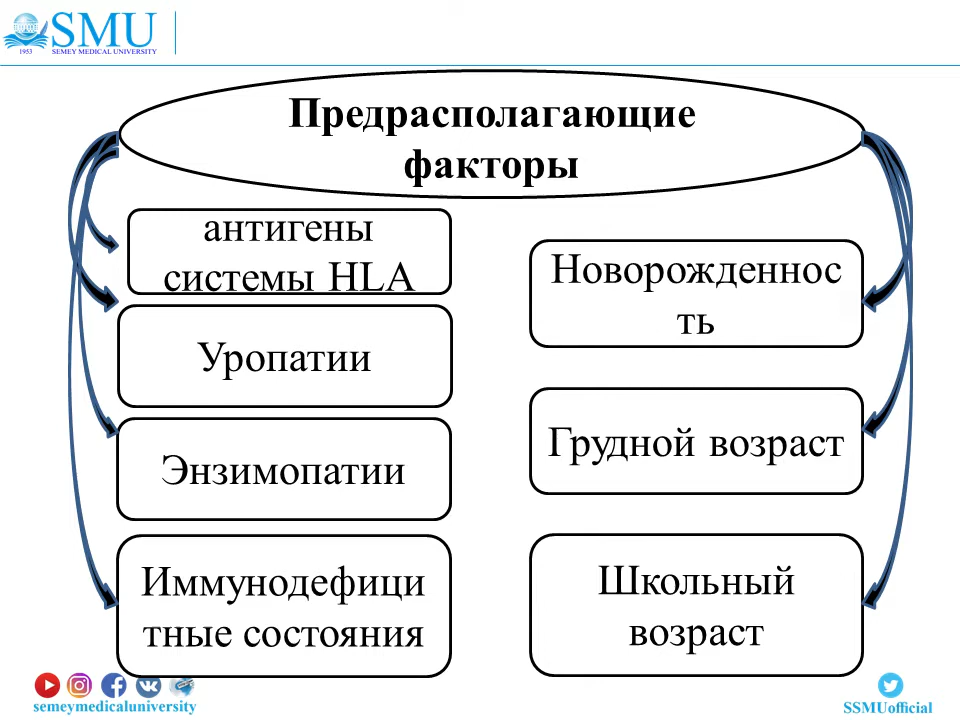 SMU
1953 SEMEY MEDICAL UNIVERSITY
Предрасполагающие
факторы
антигены
системы HLA
Уропатии
Энзимопатии
Иммунодефици
тные состояния
Новорожденнос
ть
Грудной возраст
Школьный
возраст
semeymedicaluniversity
SSMUofficial